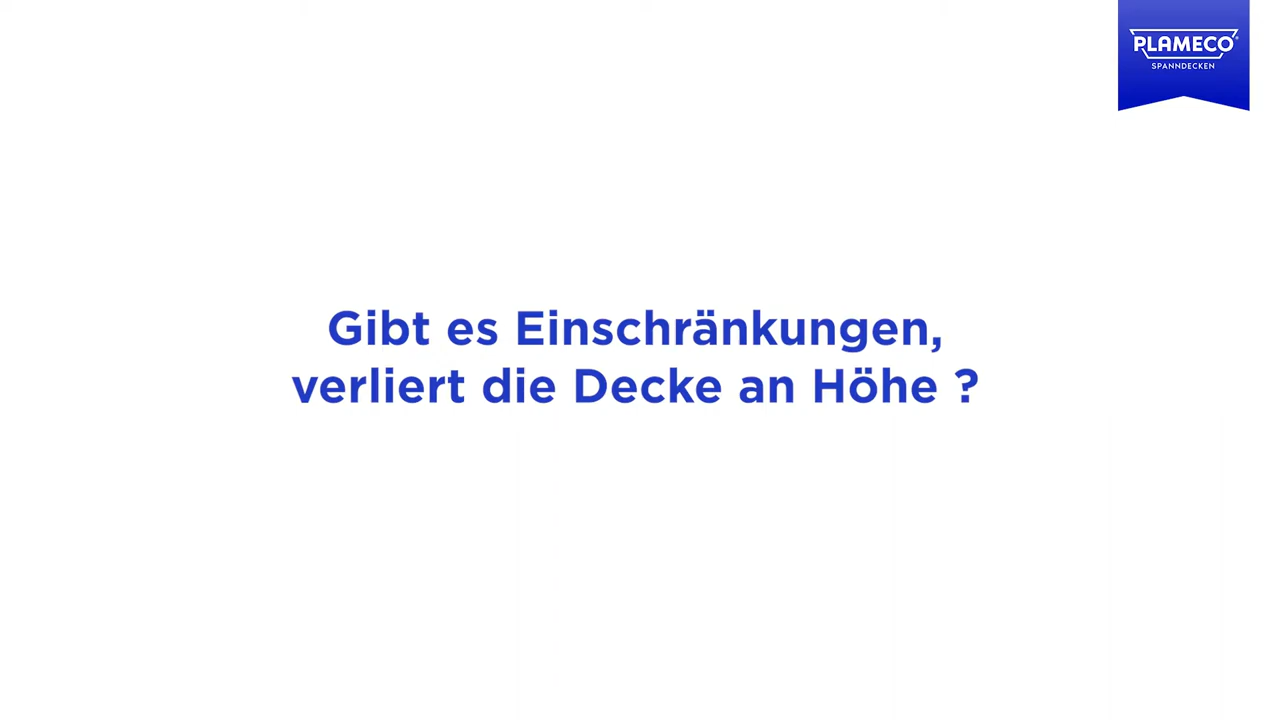 PLAMECO®
SPANNDECKEN
Gibt es Einschränkungen,
verliert die Decke an Höhe ?